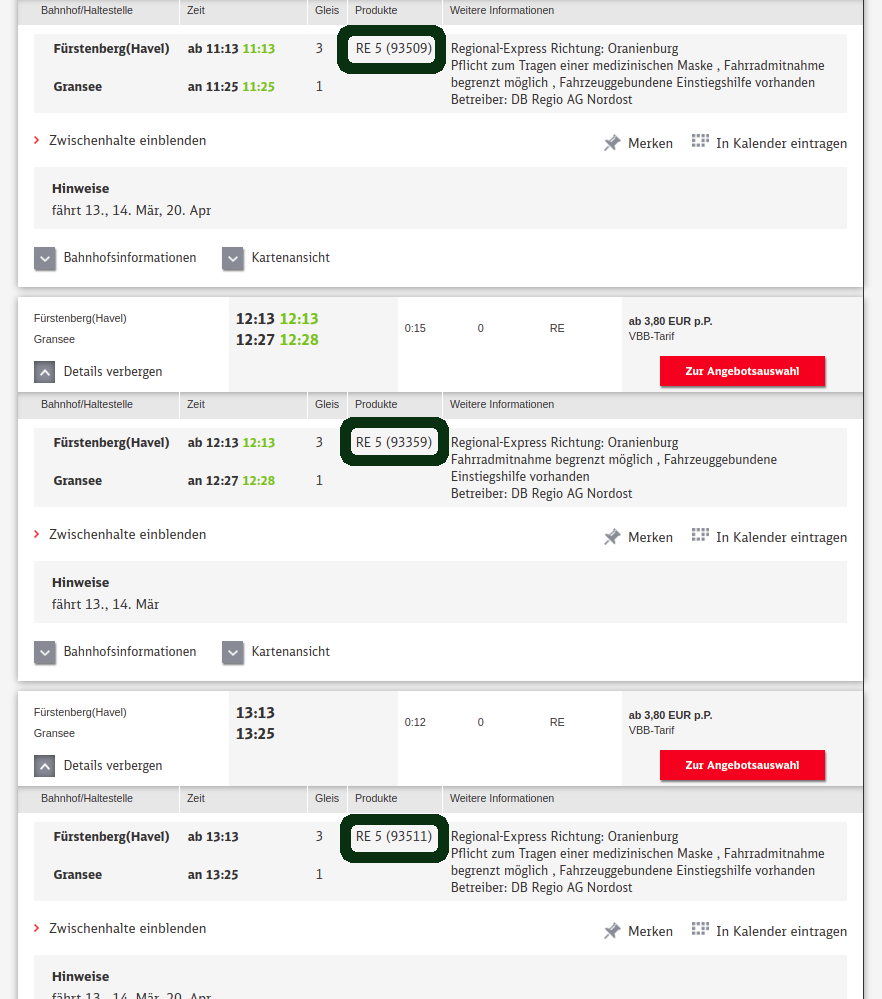 Bahnhof/Haltestelle Zeit Gleis Produkte Weitere Informationen
Fürstenberg(Havel) ab 11:13 11:13 3 RE 5 (93509) Regional-Express Richtung: Oranienburg
Pflicht zum Tragen einer medizinischen Maske , Fahrradmitnahme
Gransee an 11:25 11:25 1 begrenzt möglich , Fahrzeuggebundene Einstiegshilfe vorhanden
Betreiber: DB Regio AG Nordost
Zwischenhalte einblenden Merken In Kalender eintragen
Hinweise
fährt 13., 14. Mär, 20. Apr
Bahnhofsinformationen Kartenansicht
Fürstenberg(Havel) 12:13 12:13 0:15 0 RE ab 3,80 EUR p.P.
Gransee 12:27 12:28 VBB-Tarif
Details verbergen Zur Angebotsauswahl
Bahnhof/Haltestelle Zeit Gleis Produkte Weitere Informationen
Fürstenberg(Havel) ab 12:13 12:13 3 RE 5 (93359) Regional-Express Richtung: Oranienburg
Fahrradmitnahme begrenzt möglich , Fahrzeuggebundene
Gransee an 12:27 12:28 1 Einstiegshilfe vorhanden
Betreiber: DB Regio AG Nordost
Zwischenhalte einblenden Merken In Kalender eintragen
Hinweise
fährt 13., 14. Mär
Bahnhofsinformationen Kartenansicht
Fürstenberg(Havel) 13:13 0:12 0 RE ab 3,80 EUR p.P.
Gransee 13:25 VBB-Tarif
Details verbergen Zur Angebotsauswahl
Bahnhof/Haltestelle Zeit Gleis Produkte Weitere Informationen
Fürstenberg(Havel) ab 13:13 3 RE 5 (93511) Regional-Express Richtung: Oranienburg
Pflicht zum Tragen einer medizinischen Maske , Fahrradmitnahme
Gransee an 13:25 1 begrenzt möglich , Fahrzeuggebundene Einstiegshilfe vorhanden
Betreiber: DB Regio AG Nordost
Zwischenhalte einblenden Merken In Kalender eintragen
Hinweise
fährt 13., 14. Mär, 20. Apr